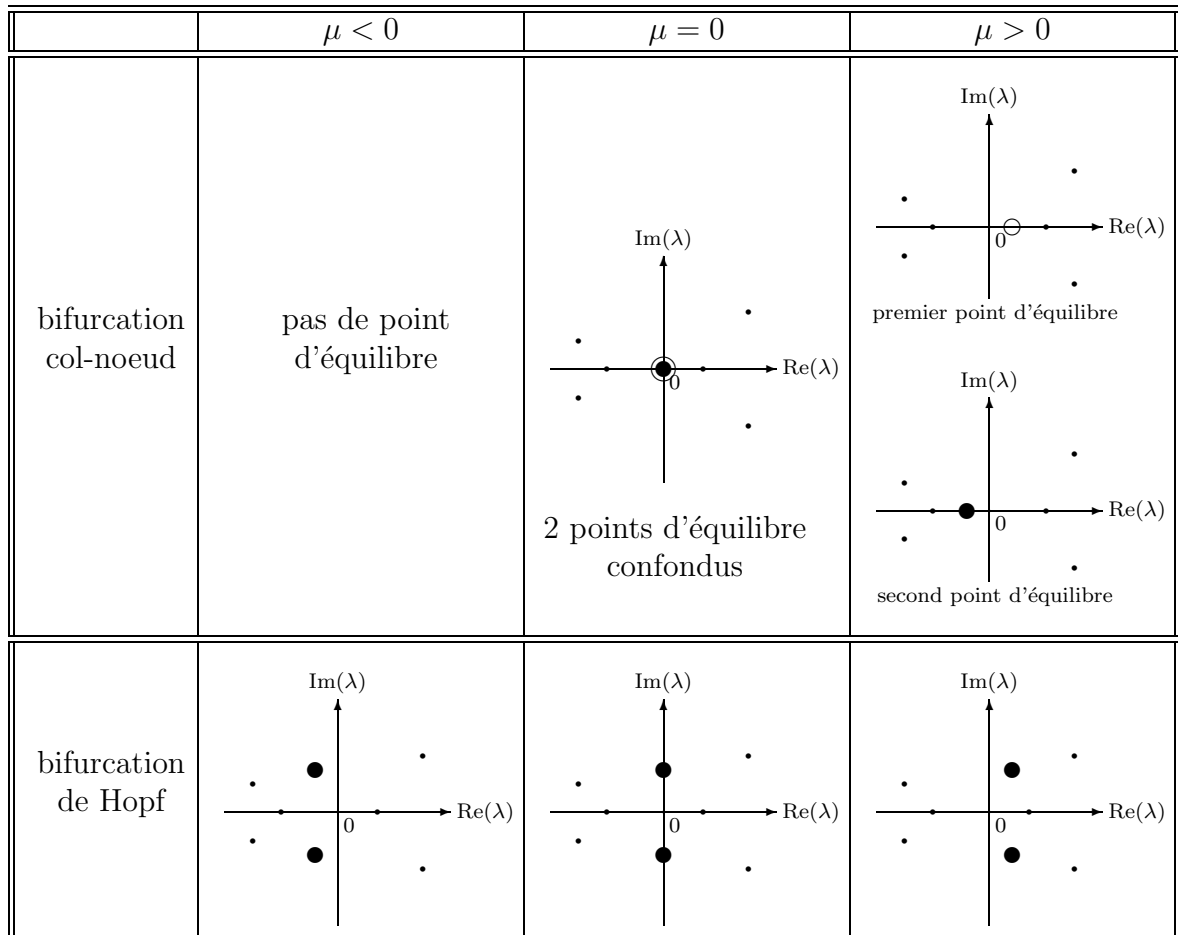 μ < 0
μ = 0
μ > 0
bifurcation
col-noeud
pas de point
d'équilibre
Im(λ)
Re(λ)
0
2 points d'équilibre
confondus
Im(λ)
Re(λ)
0
premier point d'équilibre
Im(λ)
Re(λ)
0
second point d'équilibre
bifurcation
de Hopf
Im(λ)
Re(λ)
0
Im(λ)
Re(λ)
0
Im(λ)
Re(λ)
0